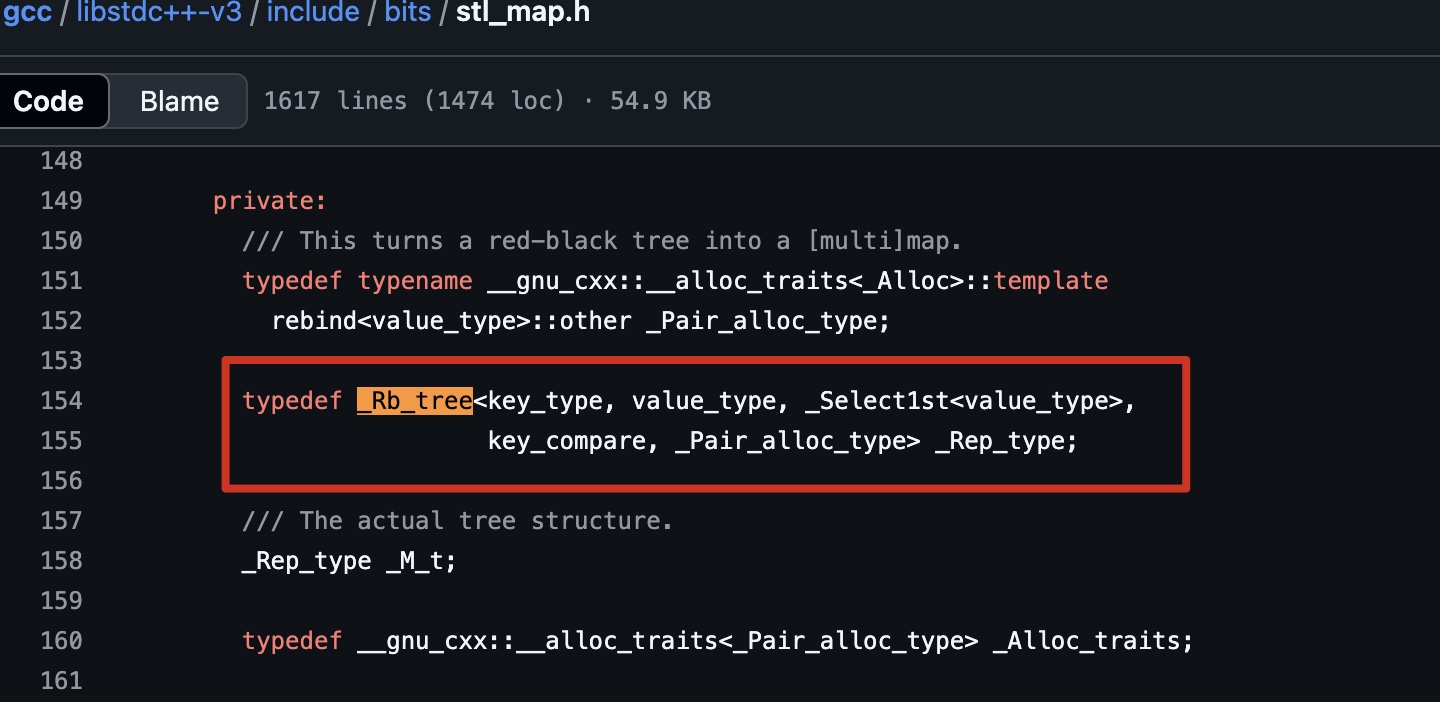 gcc / libstdc++-v3 / include / bits / stl_map.h
Code Blame 1617 lines (1474 loc) · 54.9 KB
148
149 private:
150 /// This turns a red-black tree into a [multi]map.
151 typedef typename __gnu_cxx::__alloc_traits<_Alloc>::template
152 rebind<value_type>::other _Pair_alloc_type;
153
154 typedef _Rb_tree<key_type, value_type, _Select1st<value_type>,
155 key_compare, _Pair_alloc_type> _Rep_type;
156
157 /// The actual tree structure.
158 _Rep_type _M_t;
159
160 typedef __gnu_cxx::__alloc_traits<_Pair_alloc_type> _Alloc_traits;
161